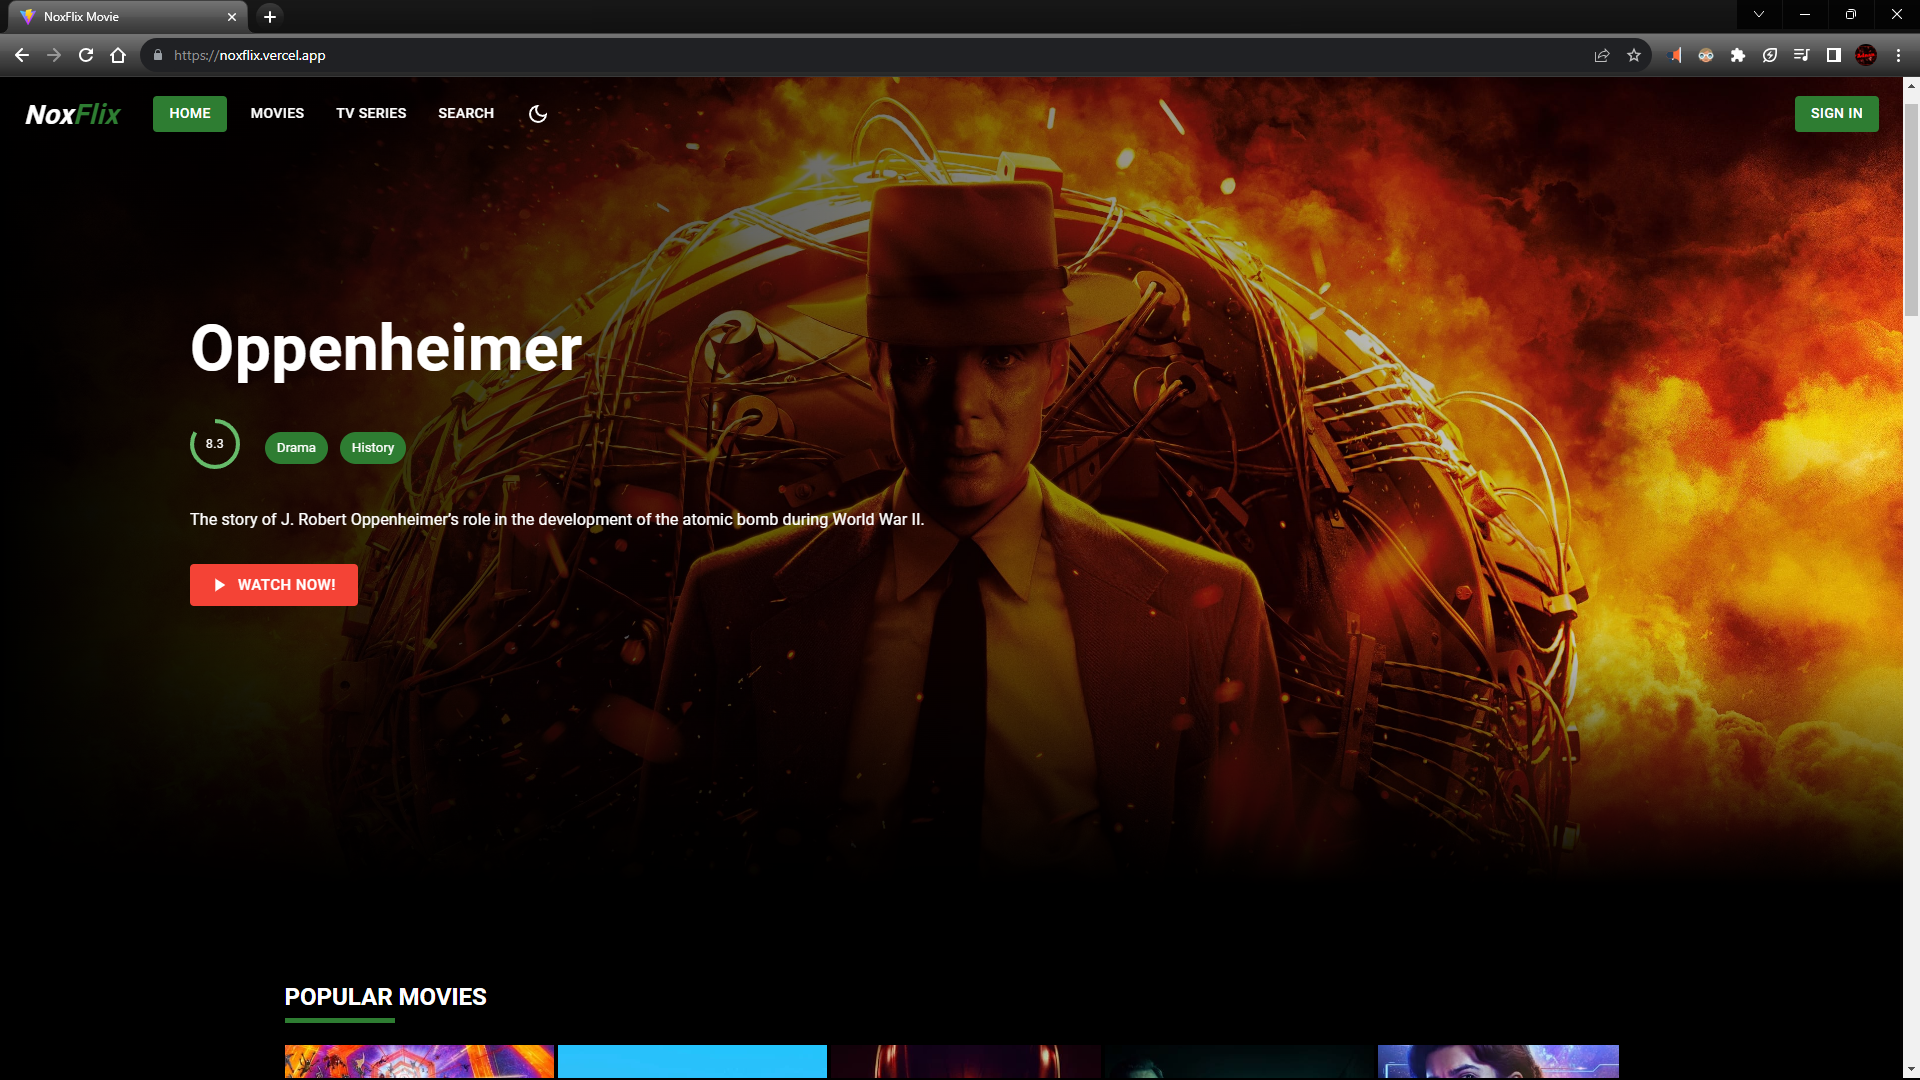 NoxFlix Movie
https://noxflix.vercel.app
NoxFlix
HOME
MOVIES
TV SERIES
SEARCH
SIGN IN
Oppenheimer
8.3
Drama
History
The story of J. Robert Oppenheimer's role in the development of the atomic bomb during World War II.
WATCH NOW!
POPULAR MOVIES